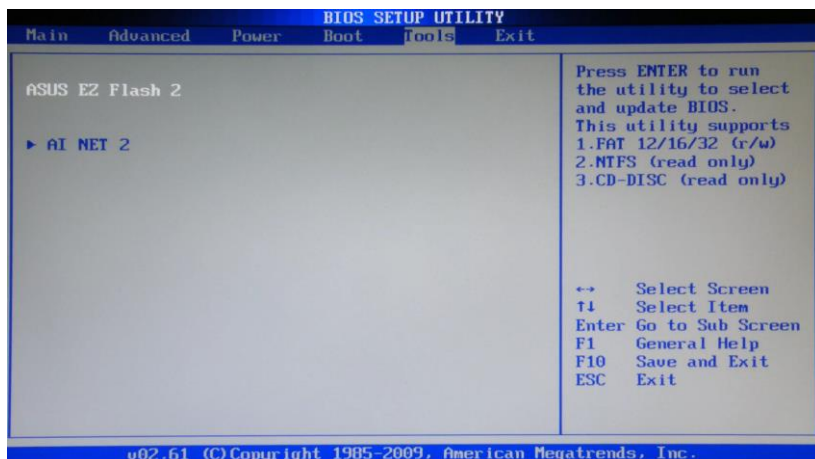 BIOS SETUP UTILITY
Main Advanced Power Boot Tools Exit
ASUS EZ Flash 2
► AI NET 2
Press ENTER to run
the utility to select
and update BIOS.
This utility supports
1.FAT 12/16/32 (r/w)
2.NTFS (read only)
3.CD-DISC (read only)
↔ Select Screen
↑↓ Select Item
Enter Go to Sub Screen
F1 General Help
F10 Save and Exit
ESC Exit
v02.61 (C)Copyright 1985-2009, American Megatrends, Inc.